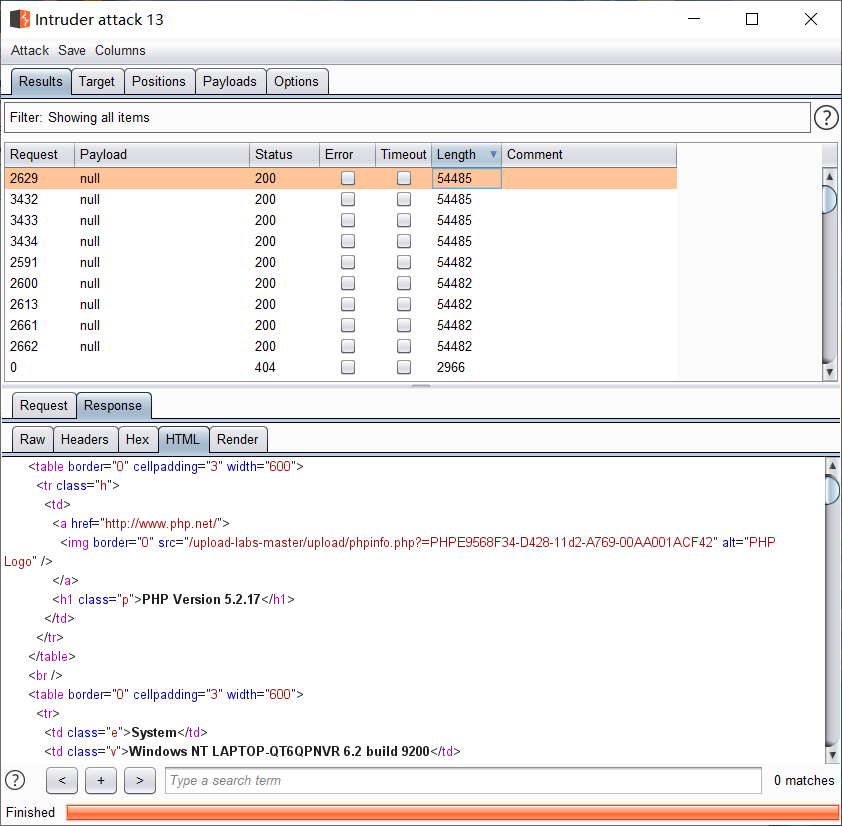 Intruder attack 13
Attack Save Columns
Results Target Positions Payloads Options
Filter: Showing all items ?
Request Payload Status Error Timeout Length Comment
2629 null 200 54485
3432 null 200 54485
3433 null 200 54485
3434 null 200 54485
2591 null 200 54482
2600 null 200 54482
2613 null 200 54482
2661 null 200 54482
2662 null 200 54482
0 404 2966
Request Response
Raw Headers Hex HTML Render
<table border="0" cellpadding="3" width="600">
<tr class="h">
<td>
<a href="http://www.php.net/">
<img border="0" src="/upload-labs-master/upload/phpinfo.php?=PHPE9568F34-D428-11d2-A769-00AA001ACF42" alt="PHP
Logo" />
</a>
<h1 class="p">PHP Version 5.2.17</h1>
</td>
</tr>
</table>
<br />
<table border="0" cellpadding="3" width="600">
<tr>
<td class="e">System</td>
<td class="v">Windows NT LAPTOP-QT6QPNVR 6.2 build 9200</td>
? < + > Type a search term 0 matches
Finished